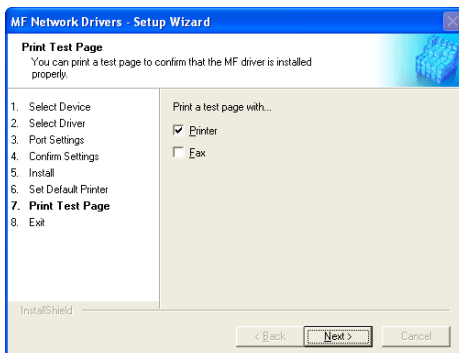 MF Network Drivers - Setup Wizard
Print Test Page
You can print a test page to confirm that the MF driver is installed
properly.
1. Select Device
2. Select Driver
3. Port Settings
4. Confirm Settings
5. Install
6. Set Default Printer
7. Print Test Page
8. Exit
Print a test page with...
Printer
Fax
InstallShield
< Back
Next >
Cancel